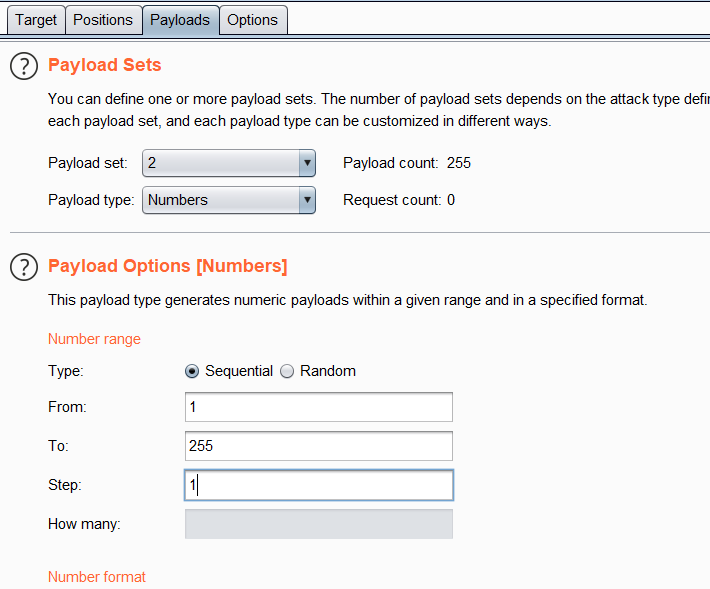 Target Positions Payloads Options
? Payload Sets
You can define one or more payload sets. The number of payload sets depends on the attack type defin
each payload set, and each payload type can be customized in different ways.
Payload set: 2 Payload count: 255
Payload type: Numbers Request count: 0
? Payload Options [Numbers]
This payload type generates numeric payloads within a given range and in a specified format.
Number range
Type: Sequential Random
From: 1
To: 255
Step: 1
How many:
Number format